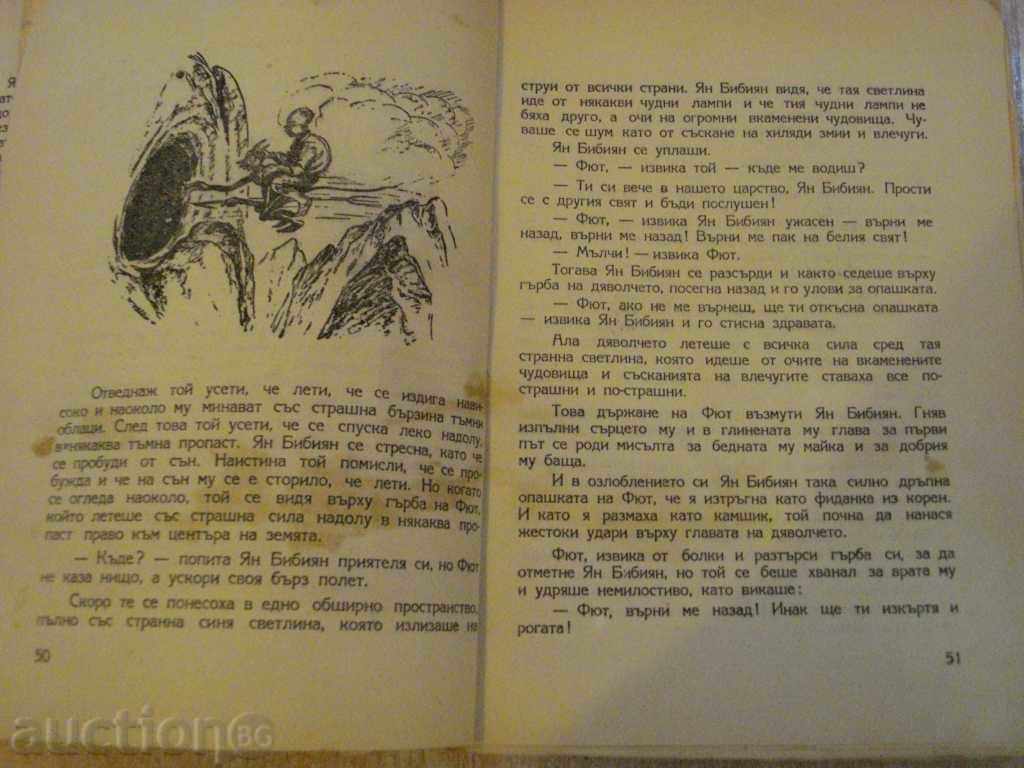 Отведнаж той усети, че лети, че се издига нави-
соко и наоколо му минават със страшна бързина тъмни
облаци. След това той усети, че се спуска леко надолу,
в някаква тъмна пропаст. Ян Бибиян се стресна, като че
се пробуди от сън. Наистина той помисли, че се про-
бужда и че на сън му се е сторило, че лети. Но когато
се огледа наоколо, той се видя върху гърба на Фют,
който летеше със страшна сила надолу в някаква про-
паст право към центъра на земята.
— Къде? — попита Ян Бибиян приятеля си, но Фют
не каза нищо, а ускори своя бърз полет.
Скоро те се понесоха в едно обширно пространство,
пълно със странна синя светлина, която излизаше на
50
струи от всички страни. Ян Бибиян видя, че тая светлина
иде от някакви чудни лампи и че тия чудни лампи не
бяха друго, а очи на огромни вкаменени чудовища. Чу-
ваше се шум като от съскане на хиляди змии и влечуги.
Ян Бибиян се уплаши.
— Фют, — извика той — къде ме водиш?
— Ти си вече в нашето царство, Ян Бибиян. Прости
се с другия свят и бъди послушен!
— Фют, — извика Ян Бибиян ужасен — върни ме
назад, върни ме назад! Върни ме пак на белия свят!
— Мълчи! — извика Фют.
Тогава Ян Бибиян се разсърди и както седеше върху
гърба на дяволчето, посегна назад и го улови за опашката.
— Фют, ако не ме върнеш, ще ти откъсна опашката
— извика Ян Бибиян и го стисна здравата.
Ала дяволчето летеше с всичка сила сред тая
странна светлина, която идеше от очите на вкаменените
чудовища и съсканията на влечугите ставаха все по-
страшни и по-страшни.
Това държане на Фют възмути Ян Бибиян. Гняв
изпълни сърцето му и в глинената му глава за първи
път се роди мисълта за бедната му майка и за добрия
му баща.
И в озлоблението си Ян Бибиян така силно дръпна
опашката на Фют, че я изтръгна като фиданка из корен.
И като я размаха като камшик, той почна да нанася
жестоки удари върху главата на дяволчето.
Фют, извика от болки и разтърси гърба си, за да
отметне Ян Бибиян, но той се беше хванал за врата му
и удряше немилостиво, като викаше:
— Фют, върни ме назад! Инак ще ти изкъртя и
рогата!
51
auction BG